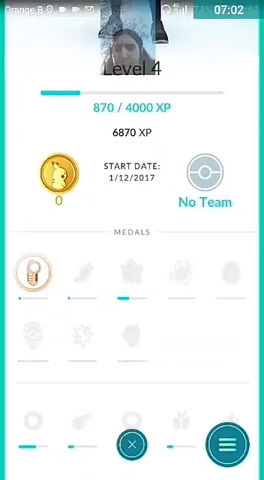 Orange B.
07:02
Level 4
870 / 4000 XP
6870 XP
START DATE:
1/12/2017
0
No Team
MEDALS